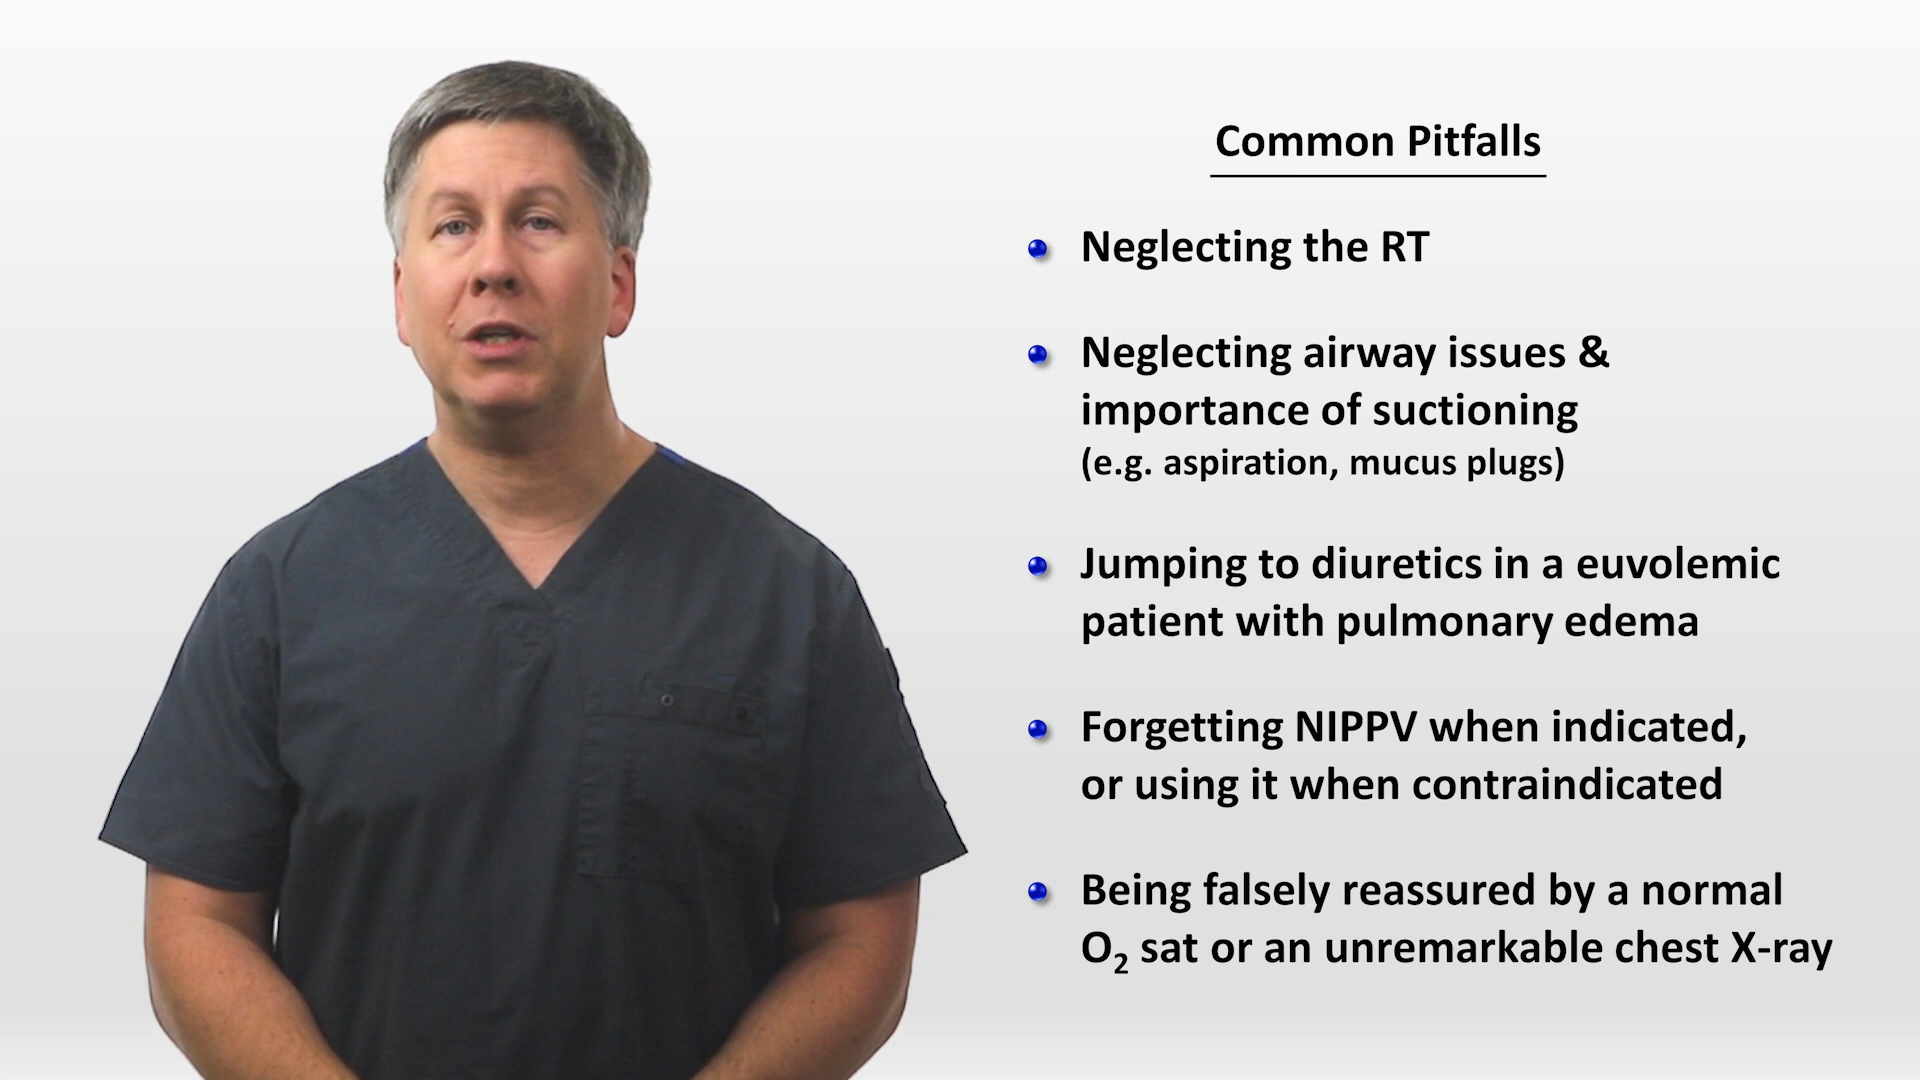 Common Pitfalls
Neglecting the RT
Neglecting airway issues &
importance of suctioning
(e.g. aspiration, mucus plugs)
Jumping to diuretics in a euvolemic
patient with pulmonary edema
Forgetting NIPPV when indicated,
or using it when contraindicated
Being falsely reassured by a normal
O₂ sat or an unremarkable chest X-ray